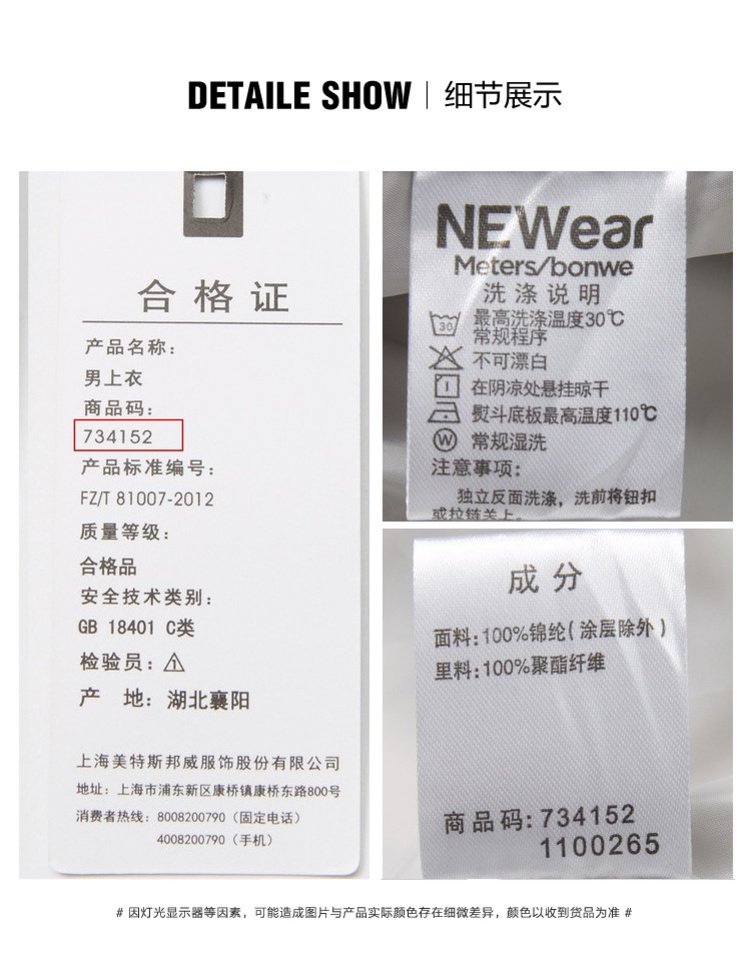 DETAILE SHOW | 细节展示
合格证
产品名称：
男上衣
商品码：
734152
产品标准编号：
FZ/T 81007-2012
质量等级：
合格品
安全技术类别：
GB 18401 C类
检验员：1
产 地：湖北襄阳
上海美特斯邦威服饰股份有限公司
地址：上海市浦东新区康桥镇康桥东路800号
消费者热线：8008200790（固定电话）
4008200790（手机）
NEWear
Meters/bonwe
洗涤说明
30 最高洗涤温度30℃
常规程序
不可漂白
在阴凉处悬挂晾干
熨斗底板最高温度110℃
W 常规湿洗
注意事项：
独立反面洗涤，洗前将钮扣
或拉链关上。
成分
面料:100%锦纶(涂层除外)
里料:100%聚酯纤维
商品码:734152
1100265
# 因灯光显示器等因素，可能造成图片与产品实际颜色存在细微差异，颜色以收到货品为准 #